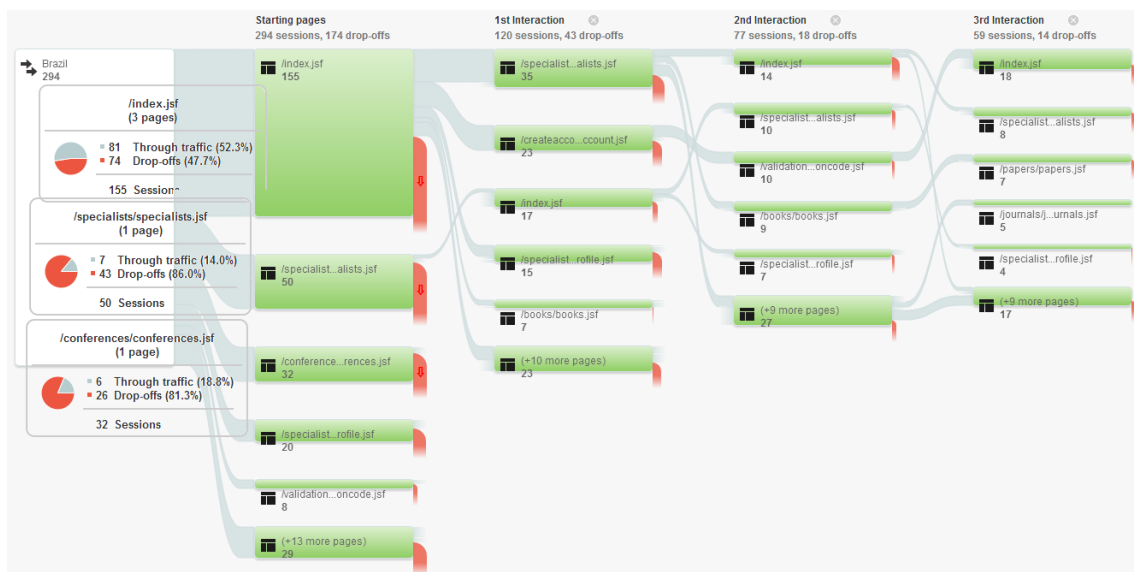 Starting pages
294 sessions, 174 drop-offs
1st Interaction
120 sessions, 43 drop-offs
2nd Interaction
77 sessions, 18 drop-offs
3rd Interaction
59 sessions, 14 drop-offs
Brazil
294
/index.jsf
(3 pages)
81 Through traffic (52.3%)
74 Drop-offs (47.7%)
155 Session
/specialists/specialists.jsf
(1 page)
7 Through traffic (14.0%)
43 Drop-offs (86.0%)
50 Sessions
/conferences/conferences.jsf
(1 page)
6 Through traffic (18.8%)
26 Drop-offs (81.3%)
32 Sessions
/index.jsf
155
/specialist...alists.jsf
50
/conference...rences.jsf
32
/specialist...rofile.jsf
20
/validation...oncode.jsf
8
(+13 more pages)
29
/specialist...alists.jsf
35
/createacco...ccount.jsf
23
/index.jsf
17
/specialist...rofile.jsf
15
/books/books.jsf
7
(+10 more pages)
23
/index.jsf
14
/specialist...alists.jsf
10
/validation...oncode.jsf
10
/books/books.jsf
9
/specialist...rofile.jsf
7
(+9 more pages)
27
/index.jsf
18
/specialist...alists.jsf
8
/papers/papers.jsf
7
/journals/j...urnals.jsf
5
/specialist...rofile.jsf
4
(+9 more pages)
17